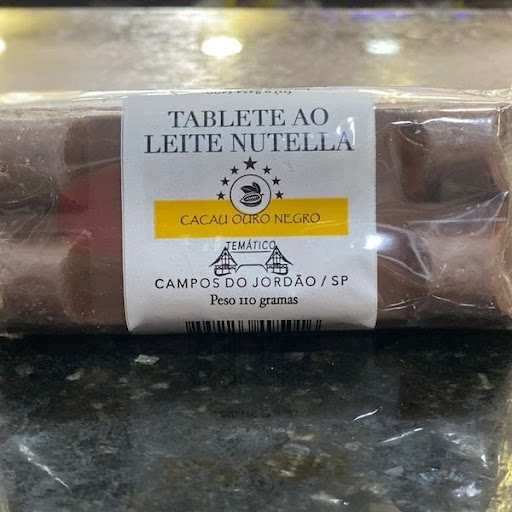 TABLETE AO
LEITE NUTELLA
CACAU OURO NEGRO
TEMÁTICO
CAMPOS DO JORDÃO / SP
Peso 110 gramas